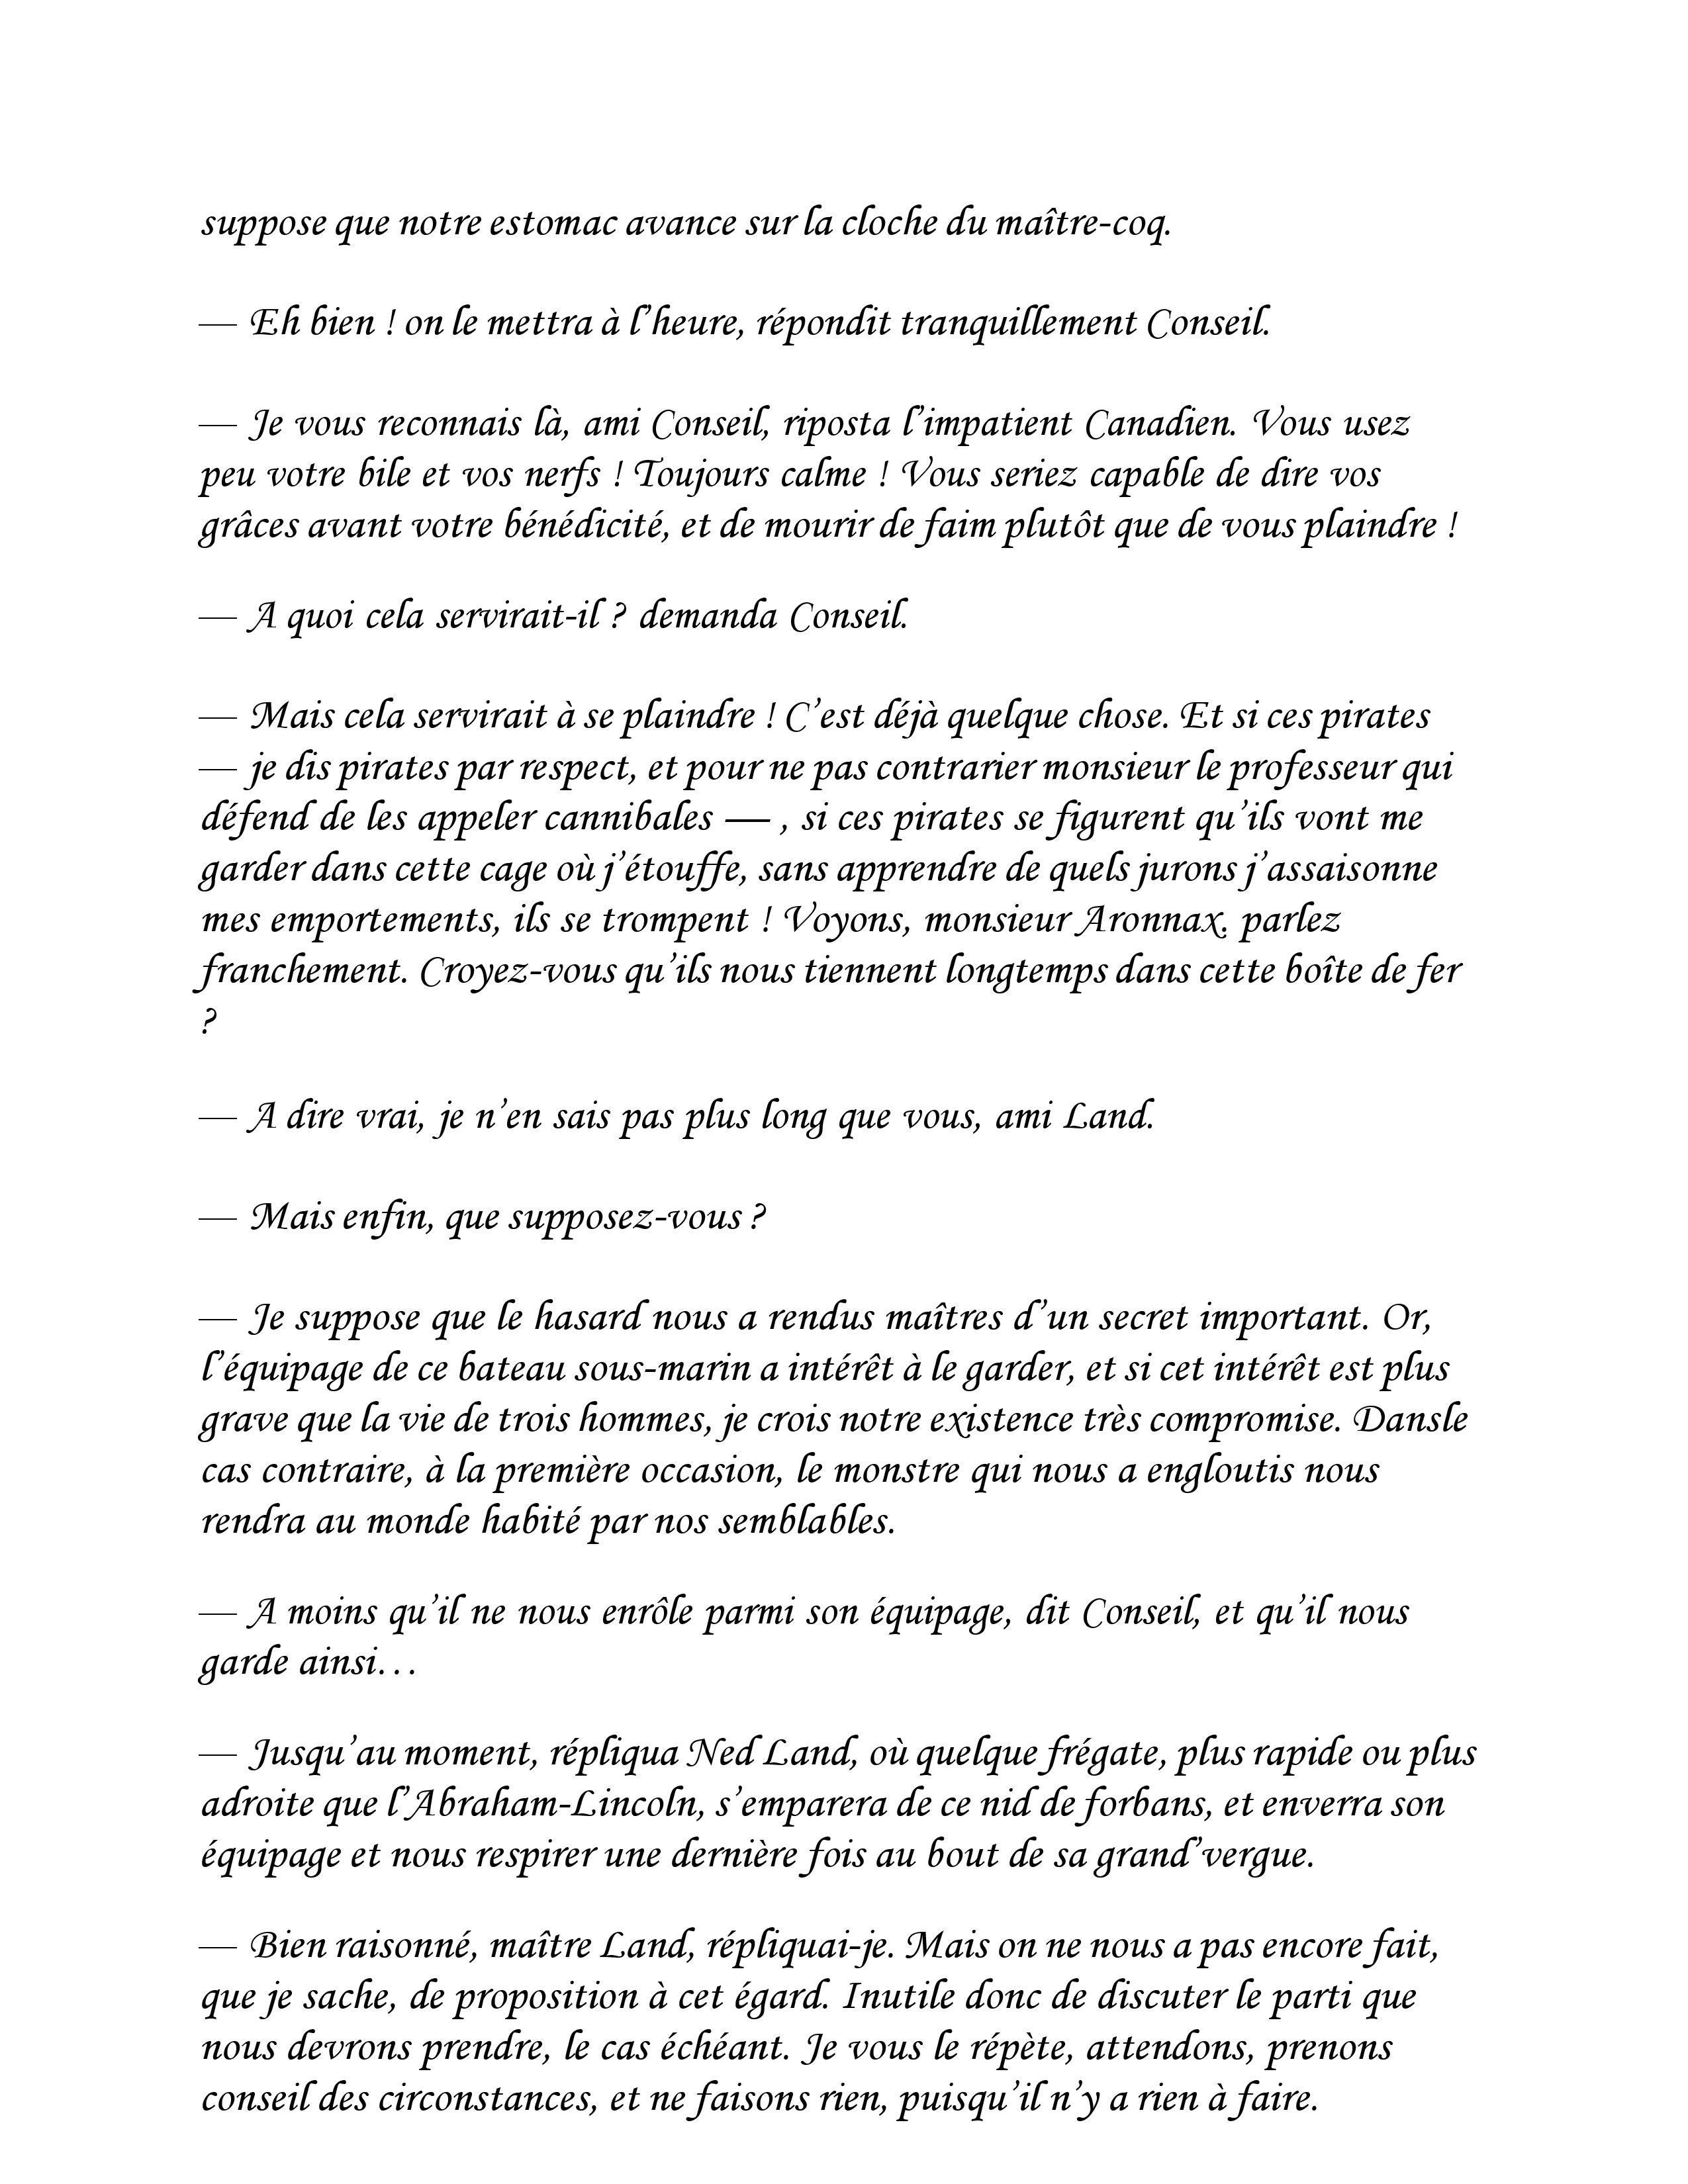 suppose que notre estomac avance sur la cloche du maître-coq.
— Eh bien ! on le mettra à l’heure, répondit tranquillement Conseil.
— Je vous reconnais là, ami Conseil, riposta l’impatient Canadien. Vous usez
peu votre bile et vos nerfs ! Toujours calme ! Vous seriez capable de dire vos
grâces avant votre bénédicité, et de mourir de faim plutôt que de vous plaindre !
— A quoi cela servirait-il ? demanda Conseil.
— Mais cela servirait à se plaindre ! C’est déjà quelque chose. Et si ces pirates
— je dis pirates par respect, et pour ne pas contrarier monsieur le professeur qui
défend de les appeler cannibales — , si ces pirates se figurent qu’ils vont me
garder dans cette cage où j’étouffe, sans apprendre de quels jurons j’assaisonne
mes emportements, ils se trompent ! Voyons, monsieur Aronnax. parlez
franchement. Croyez-vous qu’ils nous tiennent longtemps dans cette boîte de fer
?
— A dire vrai, je n’en sais pas plus long que vous, ami Land.
— Mais enfin, que supposez-vous ?
— Je suppose que le hasard nous a rendus maîtres d’un secret important. Or,
l’équipage de ce bateau sous-marin a intérêt à le garder, et si cet intérêt est plus
grave que la vie de trois hommes, je crois notre existence très compromise. Dansle
cas contraire, à la première occasion, le monstre qui nous a engloutis nous
rendra au monde habité par nos semblables.
— A moins qu’il ne nous enrôle parmi son équipage, dit Conseil, et qu’il nous
garde ainsi…
— Jusqu’au moment, répliqua Ned Land, où quelque frégate, plus rapide ou plus
adroite que l’Abraham-Lincoln, s’emparera de ce nid de forbans, et enverra son
équipage et nous respirer une dernière fois au bout de sa grand’vergue.
— Bien raisonné, maître Land, répliquai-je. Mais on ne nous a pas encore fait,
que je sache, de proposition à cet égard. Inutile donc de discuter le parti que
nous devrons prendre, le cas échéant. Je vous le répète, attendons, prenons
conseil des circonstances, et ne faisons rien, puisqu’il n’y a rien à faire.